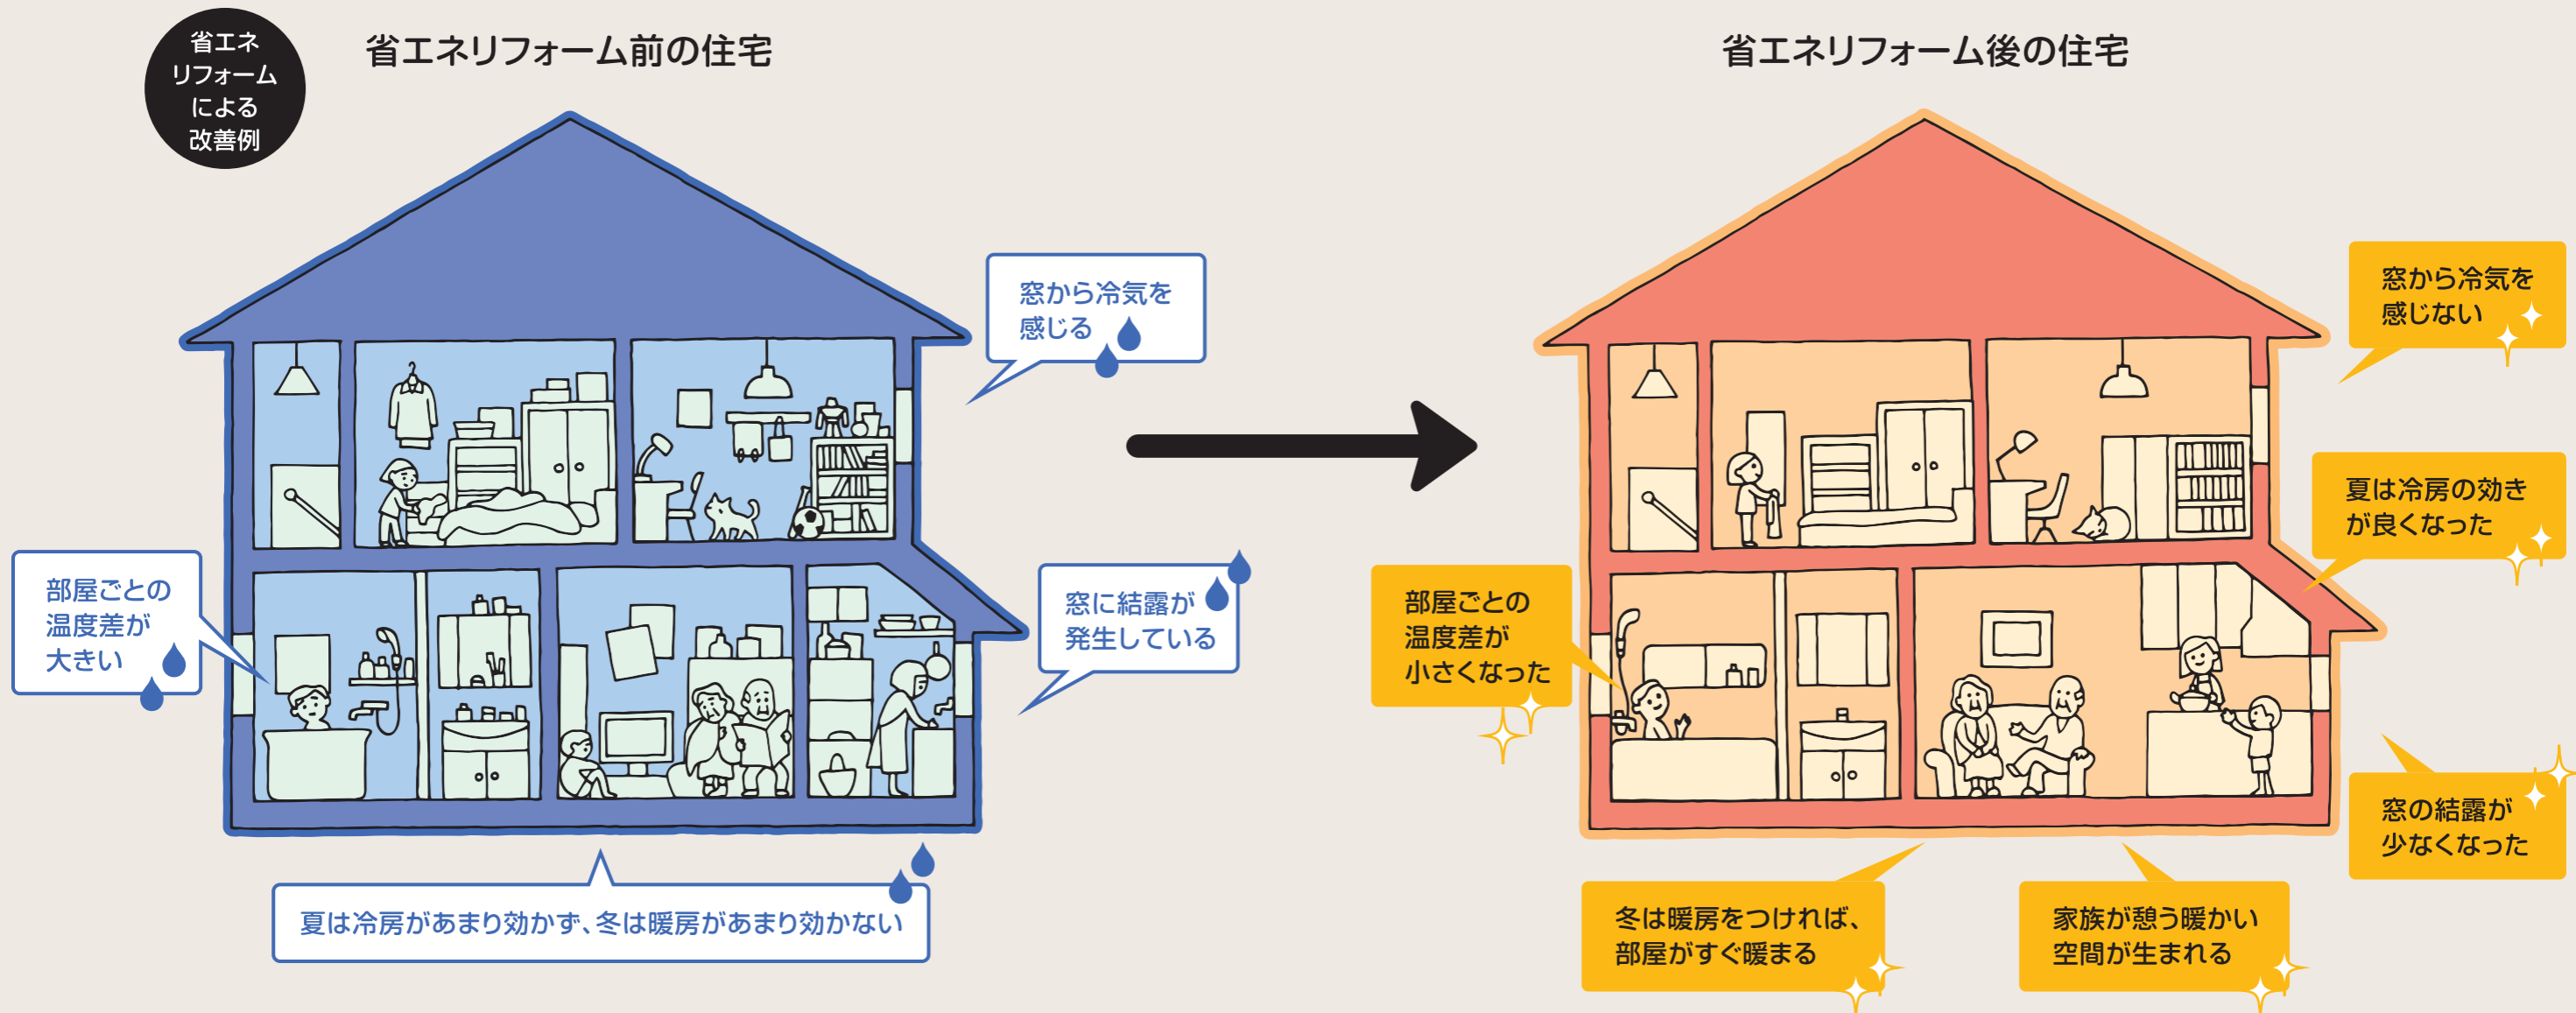 省エネ
リフォーム
による
改善例
省エネリフォーム前の住宅
窓から冷気を
感じる
部屋ごとの
温度差が
大きい
窓に結露が
発生している
夏は冷房があまり効かず、冬は暖房があまり効かない
省エネリフォーム後の住宅
窓から冷気を
感じない
夏は冷房の効き
が良くなった
部屋ごとの
温度差が
小さくなった
窓の結露が
少なくなった
冬は暖房をつければ、
部屋がすぐ暖まる
家族が憩う暖かい
空間が生まれる